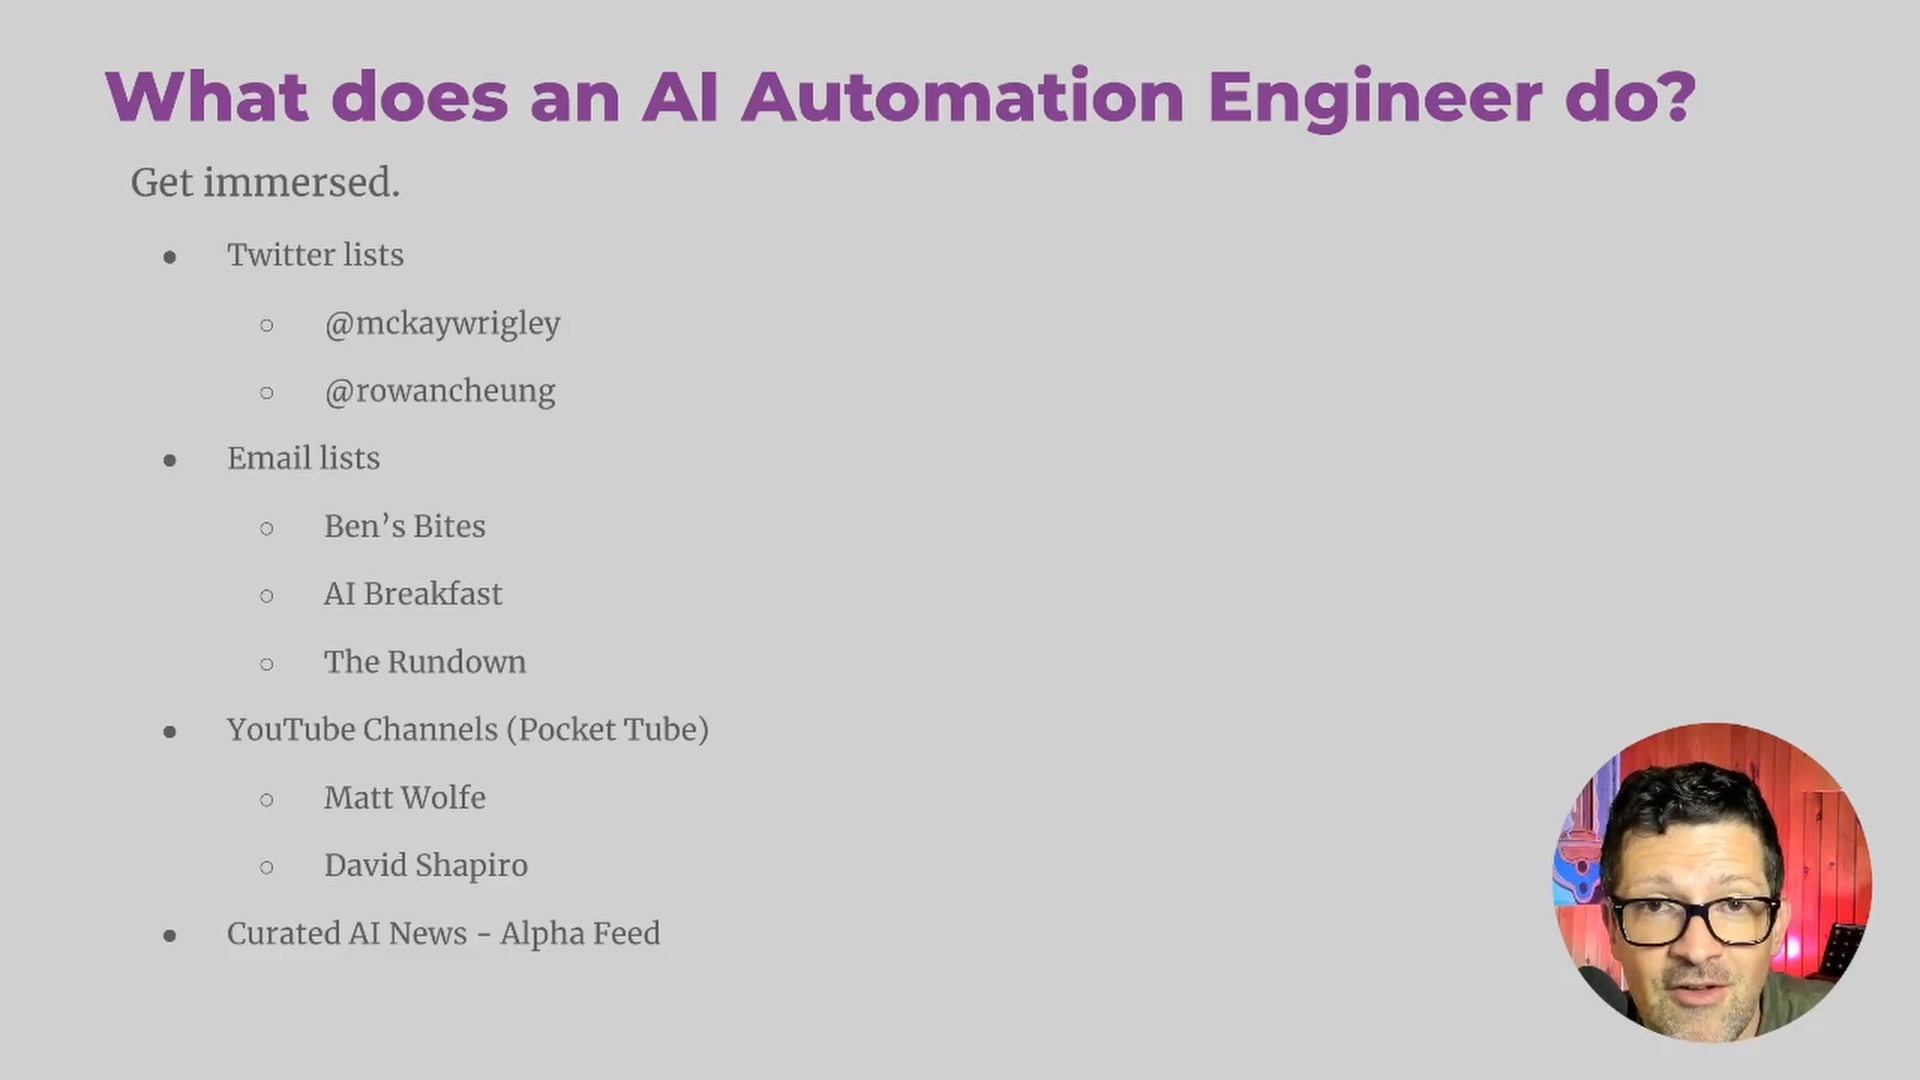 What does an AI Automation Engineer do?
Get immersed.
● Twitter lists
○ @mckaywrigley
○ @rowancheung
● Email lists
○ Ben’s Bites
○ AI Breakfast
○ The Rundown
● YouTube Channels (Pocket Tube)
○ Matt Wolfe
○ David Shapiro
● Curated AI News - Alpha Feed